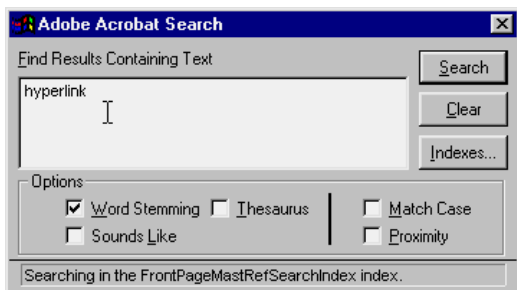 Adobe Acrobat Search
Find Results Containing Text
Search
hyperlink
Clear
Indexes...
Options
Word Stemming Thesaurus Match Case
Sounds Like Proximity
Searching in the FrontPageMastRefSearchIndex index.